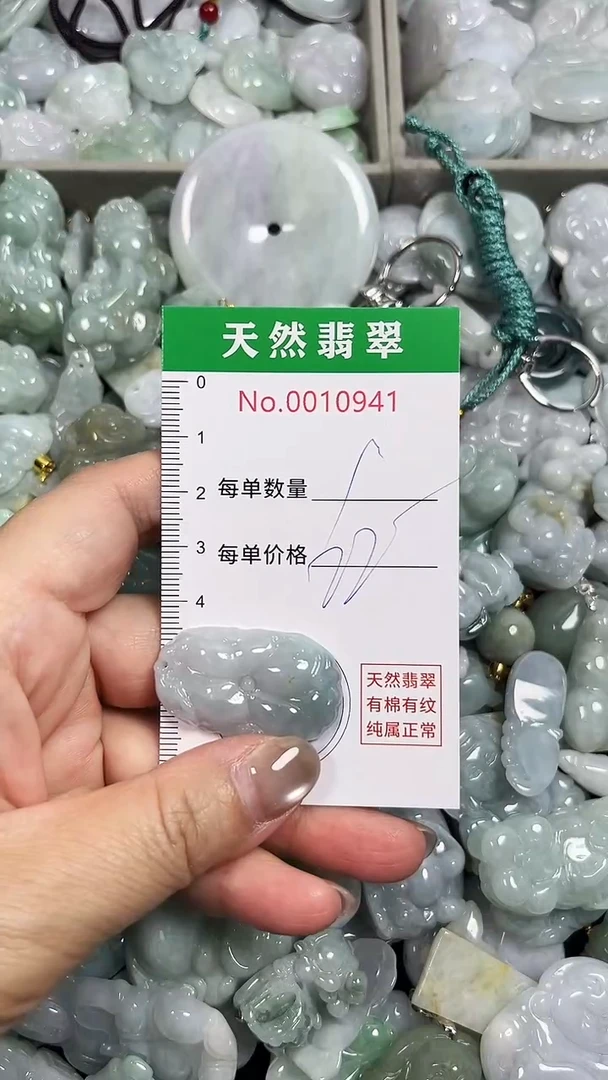 天然翡翠
No.0010941
0
1
2
每单数量
3
每单价格
4
天然翡翠
有棉有纹
纯属正常